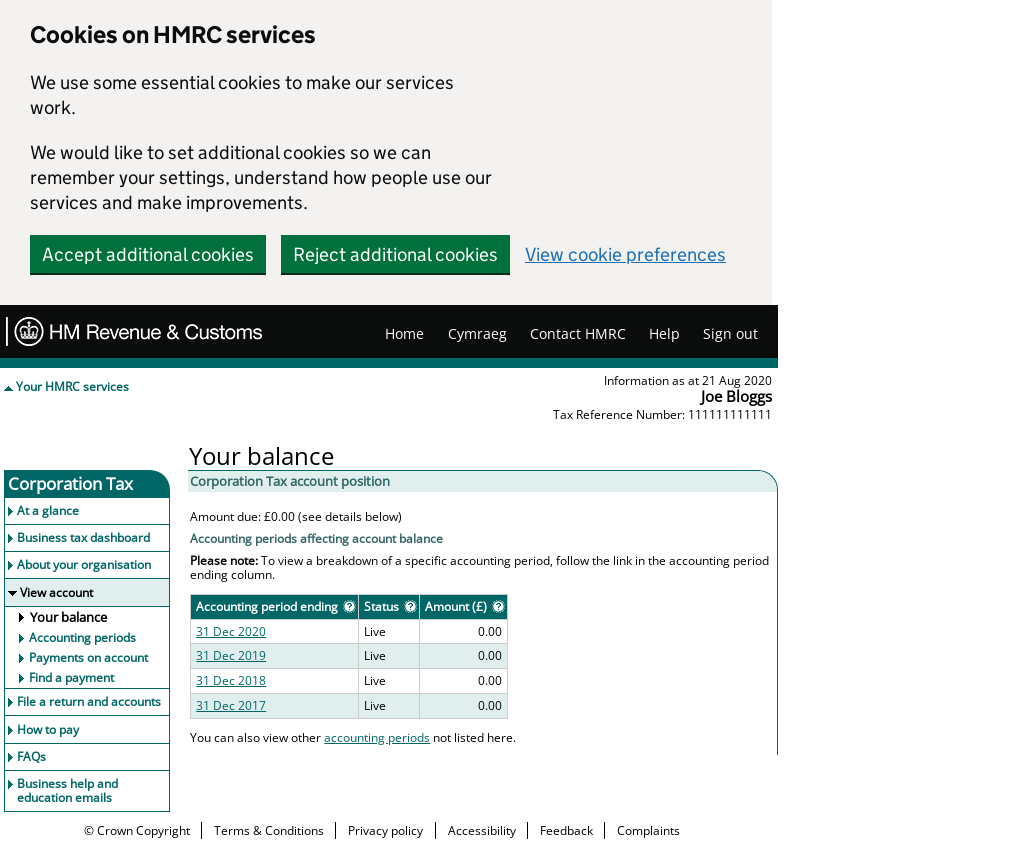 Cookies on HMRC services
We use some essential cookies to make our services
work.
We would like to set additional cookies so we can
remember your settings, understand how people use our
services and make improvements.
Accept additional cookies Reject additional cookies View cookie preferences
HM Revenue & Customs Home Cymraeg Contact HMRC Help Sign out
Your HMRC services
Information as at 21 Aug 2020
Joe Bloggs
Tax Reference Number: 111111111111
Corporation Tax
At a glance
Business tax dashboard
About your organisation
View account
Your balance
Accounting periods
Payments on account
Find a payment
File a return and accounts
How to pay
FAQs
Business help and
education emails
Your balance
Corporation Tax account position
Amount due: £0.00 (see details below)
Accounting periods affecting account balance
Please note: To view a breakdown of a specific accounting period, follow the link in the accounting period
ending column.
Accounting period ending ? Status ? Amount (£) ?
31 Dec 2020 Live 0.00
31 Dec 2019 Live 0.00
31 Dec 2018 Live 0.00
31 Dec 2017 Live 0.00
You can also view other accounting periods not listed here.
© Crown Copyright Terms & Conditions Privacy policy Accessibility Feedback Complaints